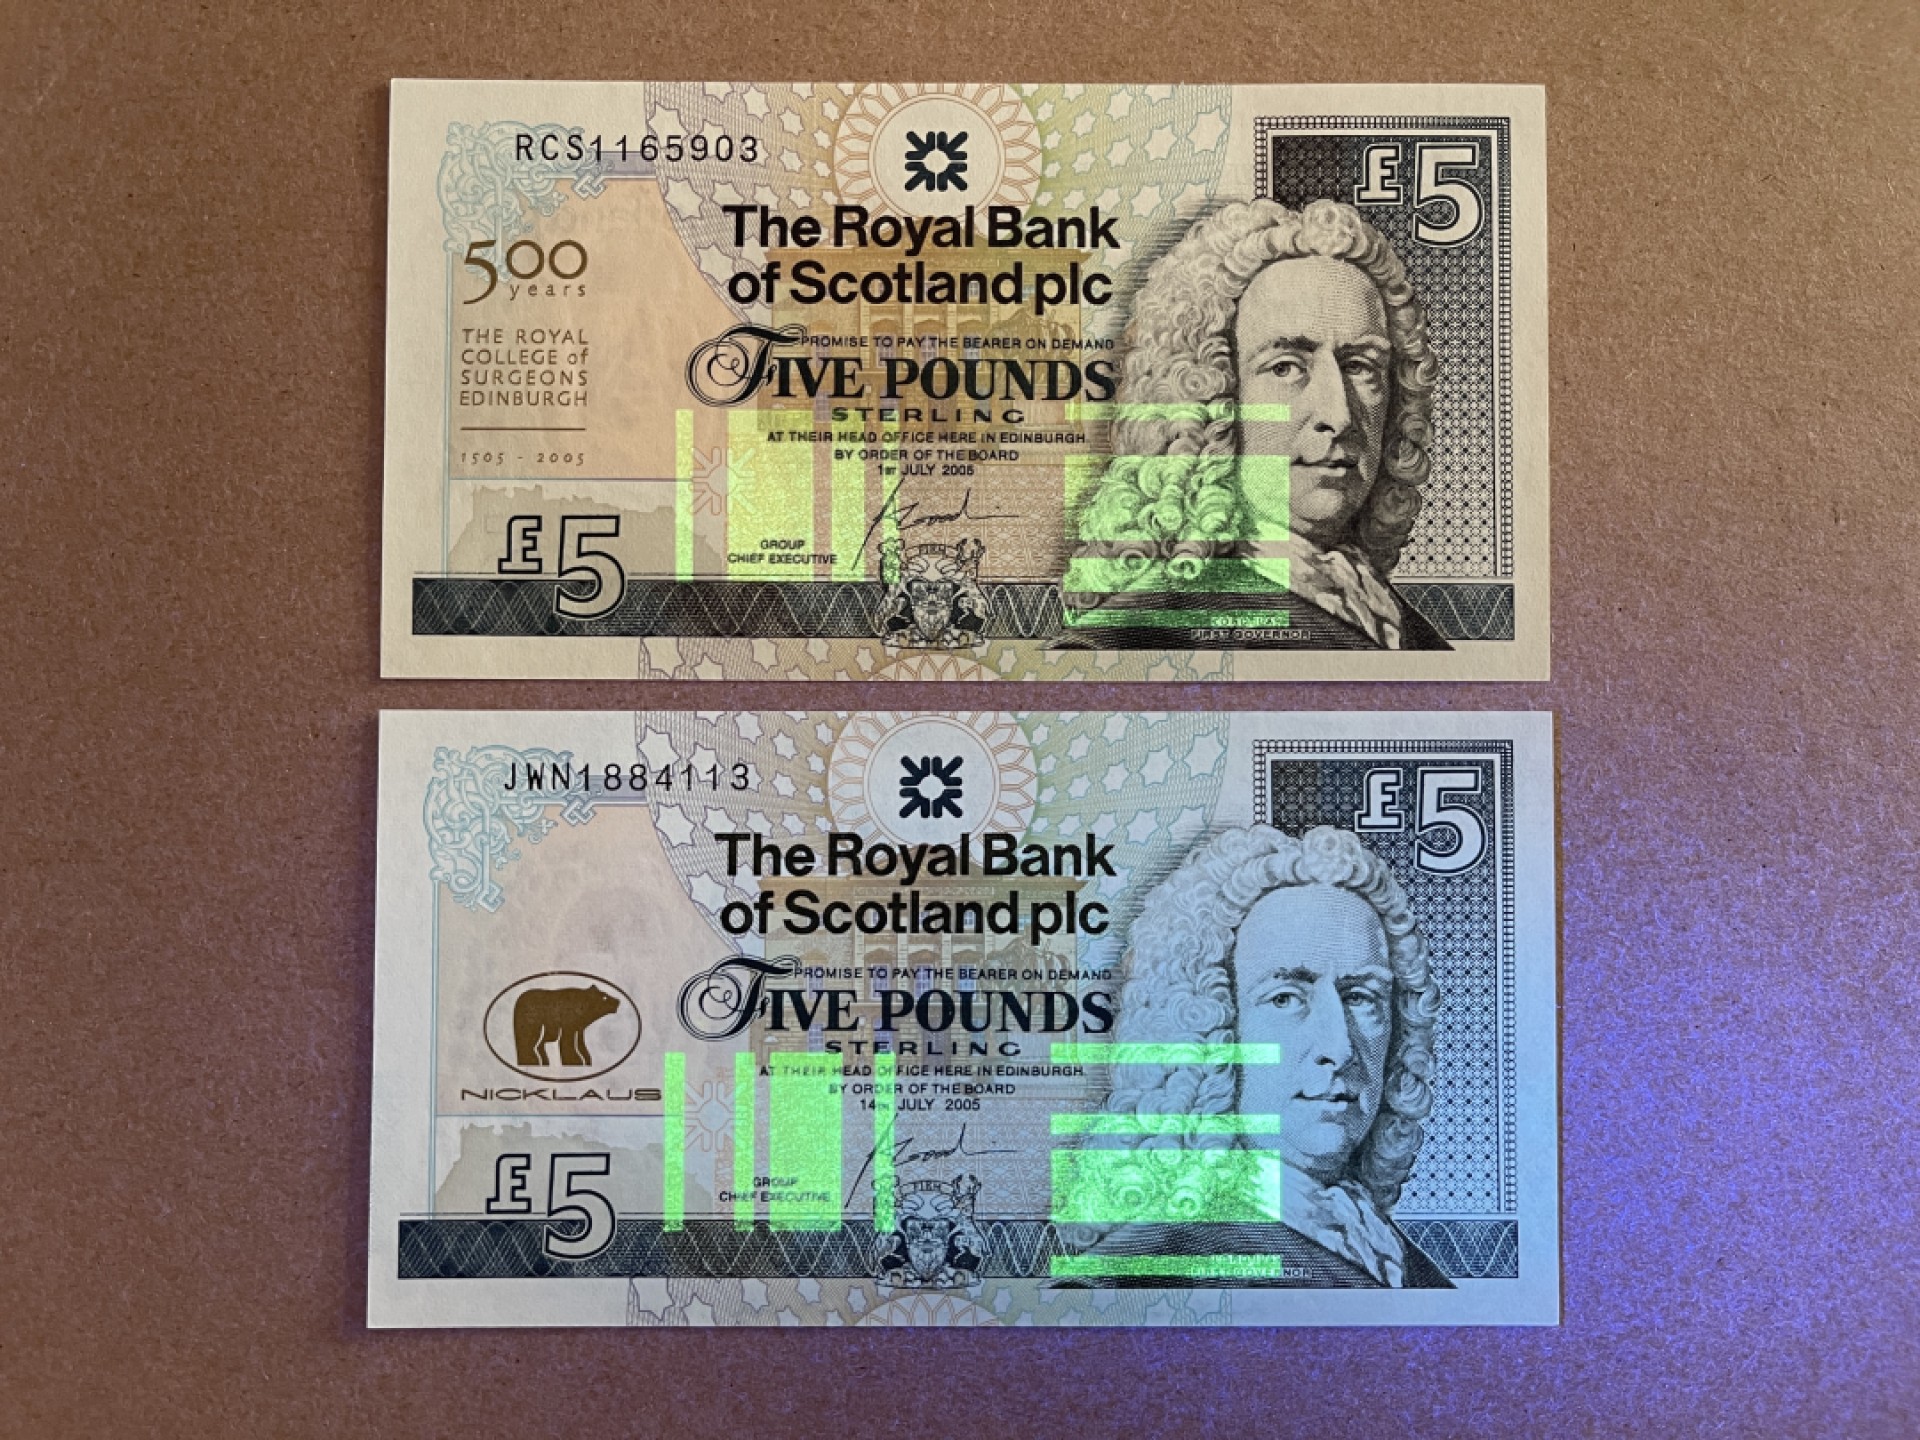 RCS1165903
£5
500
years
THE ROYAL
COLLEGE of
SURGEONS
EDINBURGH
1505 - 2005
The Royal Bank
of Scotland plc
PROMISE TO PAY THE BEARER ON DEMAND
FIVE POUNDS
STERLING
AT THEIR HEAD OFFICE HERE IN EDINBURGH.
BY ORDER OF THE BOARD
1ST JULY 2005
GROUP
CHIEF EXECUTIVE
£5
FIRST GOVERNOR
JWN1884113
£5
The Royal Bank
of Scotland plc
PROMISE TO PAY THE BEARER ON DEMAND
FIVE POUNDS
STERLING
NICKLAUS
AT THEIR HEAD OFFICE HERE IN EDINBURGH.
BY ORDER OF THE BOARD
14TH JULY 2005
GROUP
CHIEF EXECUTIVE
£5
FIRST GOVERNOR